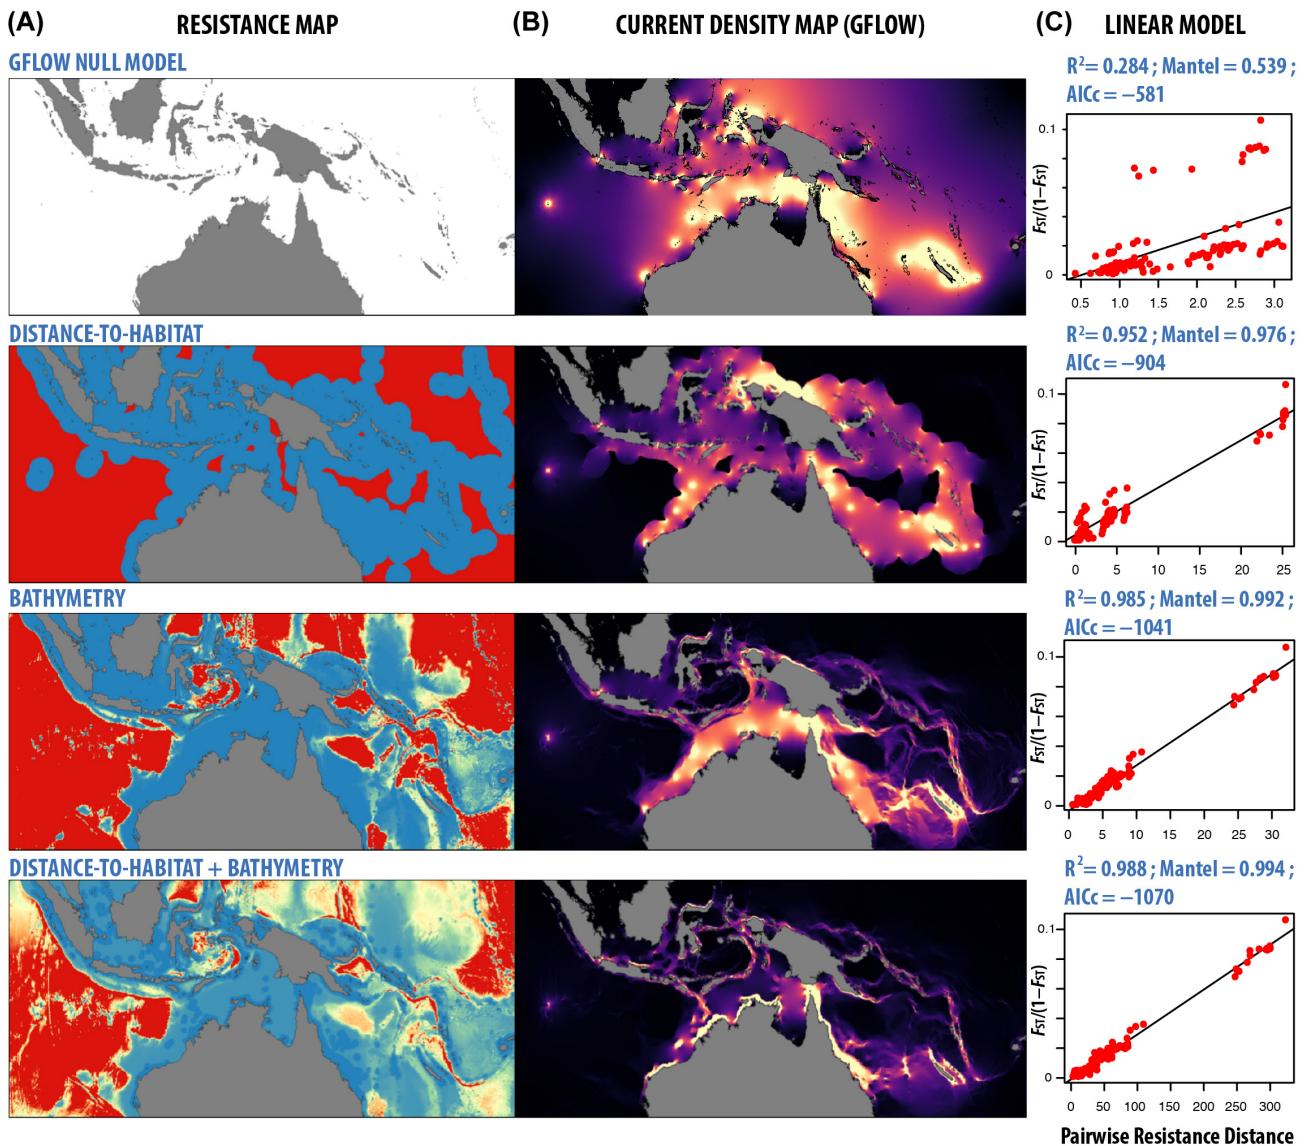 (A) RESISTANCE MAP (B) CURRENT DENSITY MAP (GFLOW) (C) LINEAR MODEL
GFLOW NULL MODEL
R²= 0.284 ; Mantel = 0.539 ;
AICc = −581
0.1
FST/(1−FST)
0
0.5 1.0 1.5 2.0 2.5 3.0
DISTANCE-TO-HABITAT
R²= 0.952 ; Mantel = 0.976 ;
AICc = −904
0.1
FST/(1−FST)
0
0 5 10 15 20 25
BATHYMETRY
R²= 0.985 ; Mantel = 0.992 ;
AICc = −1041
0.1
FST/(1−FST)
0
0 5 10 15 20 25 30
DISTANCE-TO-HABITAT + BATHYMETRY
R²= 0.988 ; Mantel = 0.994 ;
AICc = −1070
0.1
FST/(1−FST)
0
0 50 100 150 200 250 300
Pairwise Resistance Distance